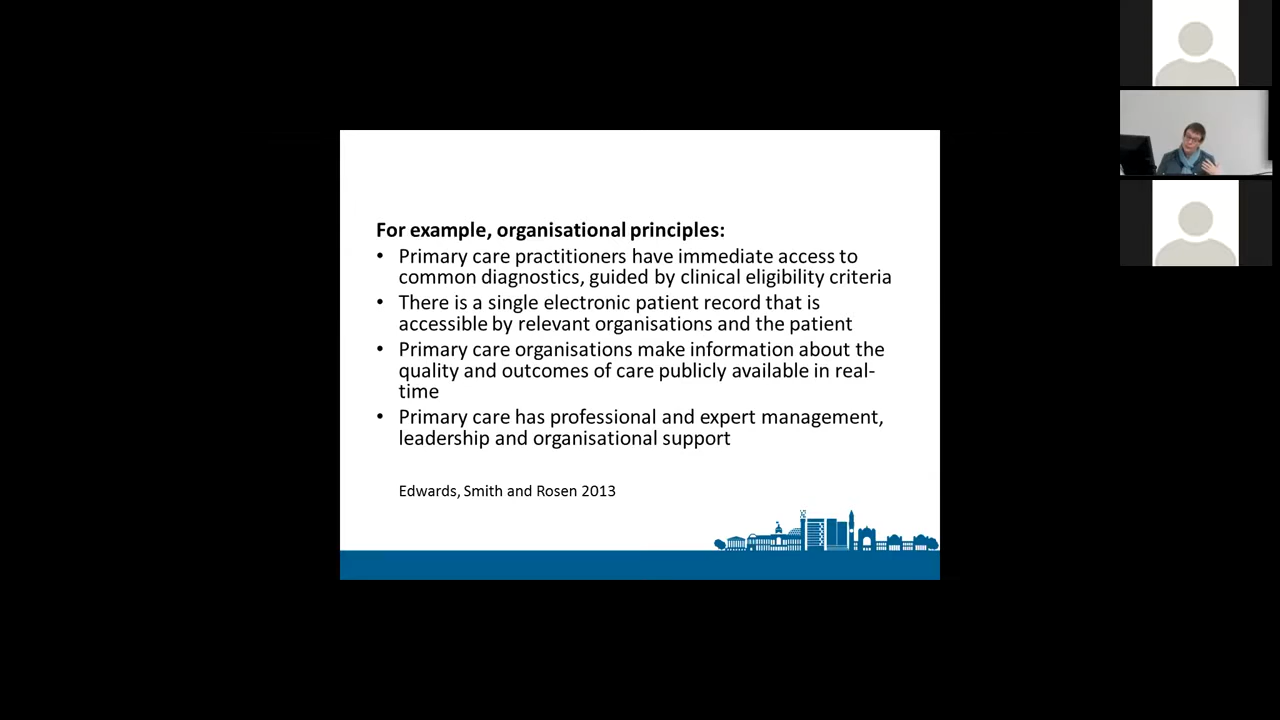 For example, organisational principles:
• Primary care practitioners have immediate access to
common diagnostics, guided by clinical eligibility criteria
• There is a single electronic patient record that is
accessible by relevant organisations and the patient
• Primary care organisations make information about the
quality and outcomes of care publicly available in real-
time
• Primary care has professional and expert management,
leadership and organisational support
Edwards, Smith and Rosen 2013